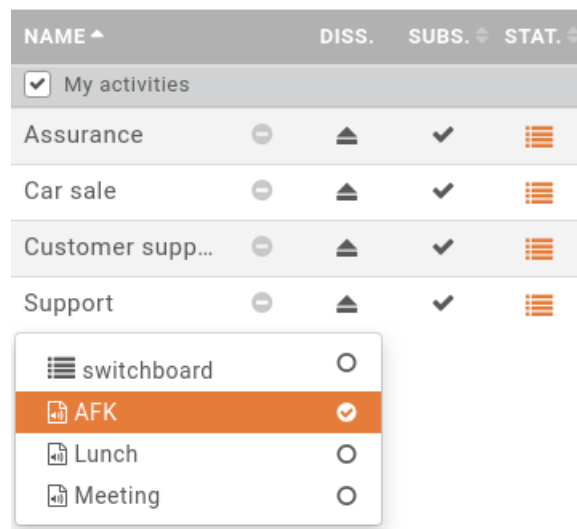 NAME DISS. SUBS. STAT.
My activities
Assurance
Car sale
Customer supp...
Support
switchboard
AFK
Lunch
Meeting